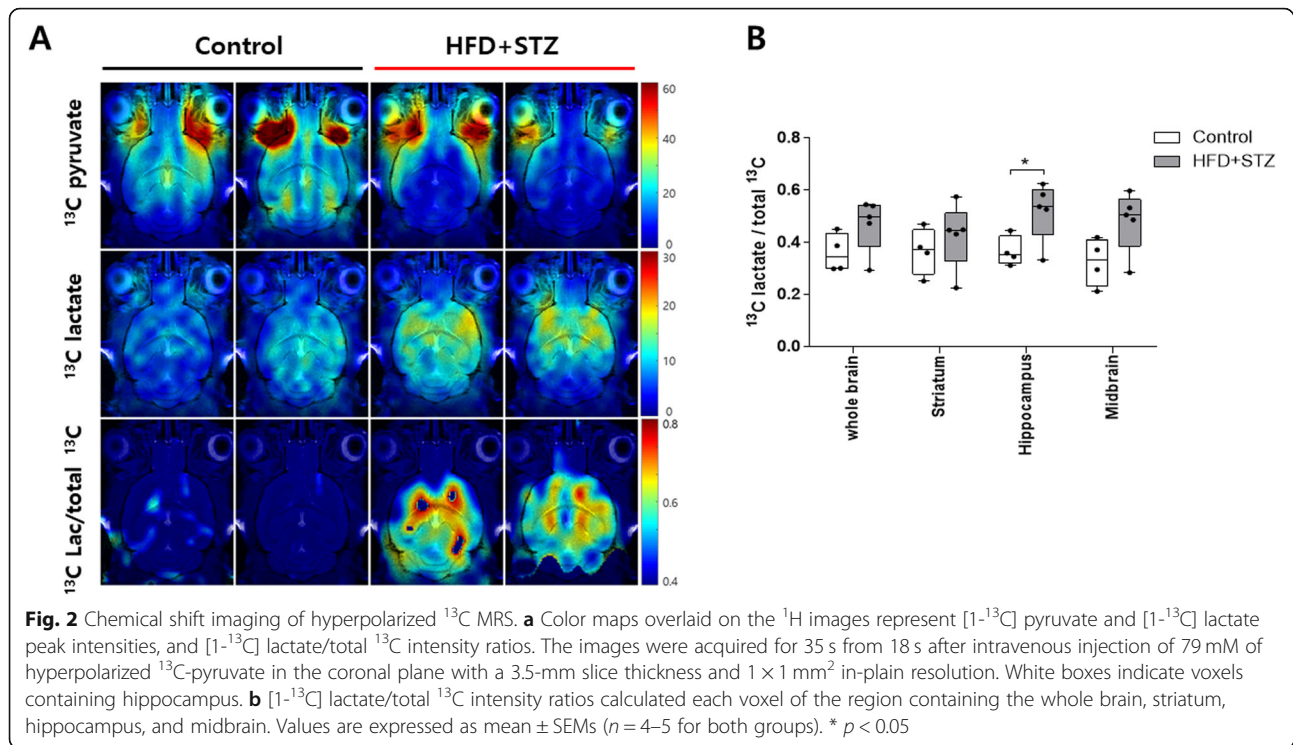 A
Control
HFD+STZ
¹³C pyruvate
60
40
20
0
¹³C lactate
30
20
10
0
¹³C Lac/total ¹³C
0.8
0.6
0.4
B
¹³C lactate / total ¹³C
0.8
0.6
0.4
0.2
0.0
*
Control
HFD+STZ
whole brain
Striatum
Hippocampus
Midbrain
Fig. 2 Chemical shift imaging of hyperpolarized ¹³C MRS. a Color maps overlaid on the ¹H images represent [1-¹³C] pyruvate and [1-¹³C] lactate
peak intensities, and [1-¹³C] lactate/total ¹³C intensity ratios. The images were acquired for 35 s from 18 s after intravenous injection of 79 mM of
hyperpolarized ¹³C-pyruvate in the coronal plane with a 3.5-mm slice thickness and 1 × 1 mm² in-plain resolution. White boxes indicate voxels
containing hippocampus. b [1-¹³C] lactate/total ¹³C intensity ratios calculated each voxel of the region containing the whole brain, striatum,
hippocampus, and midbrain. Values are expressed as mean ± SEMs (n = 4–5 for both groups). * p < 0.05